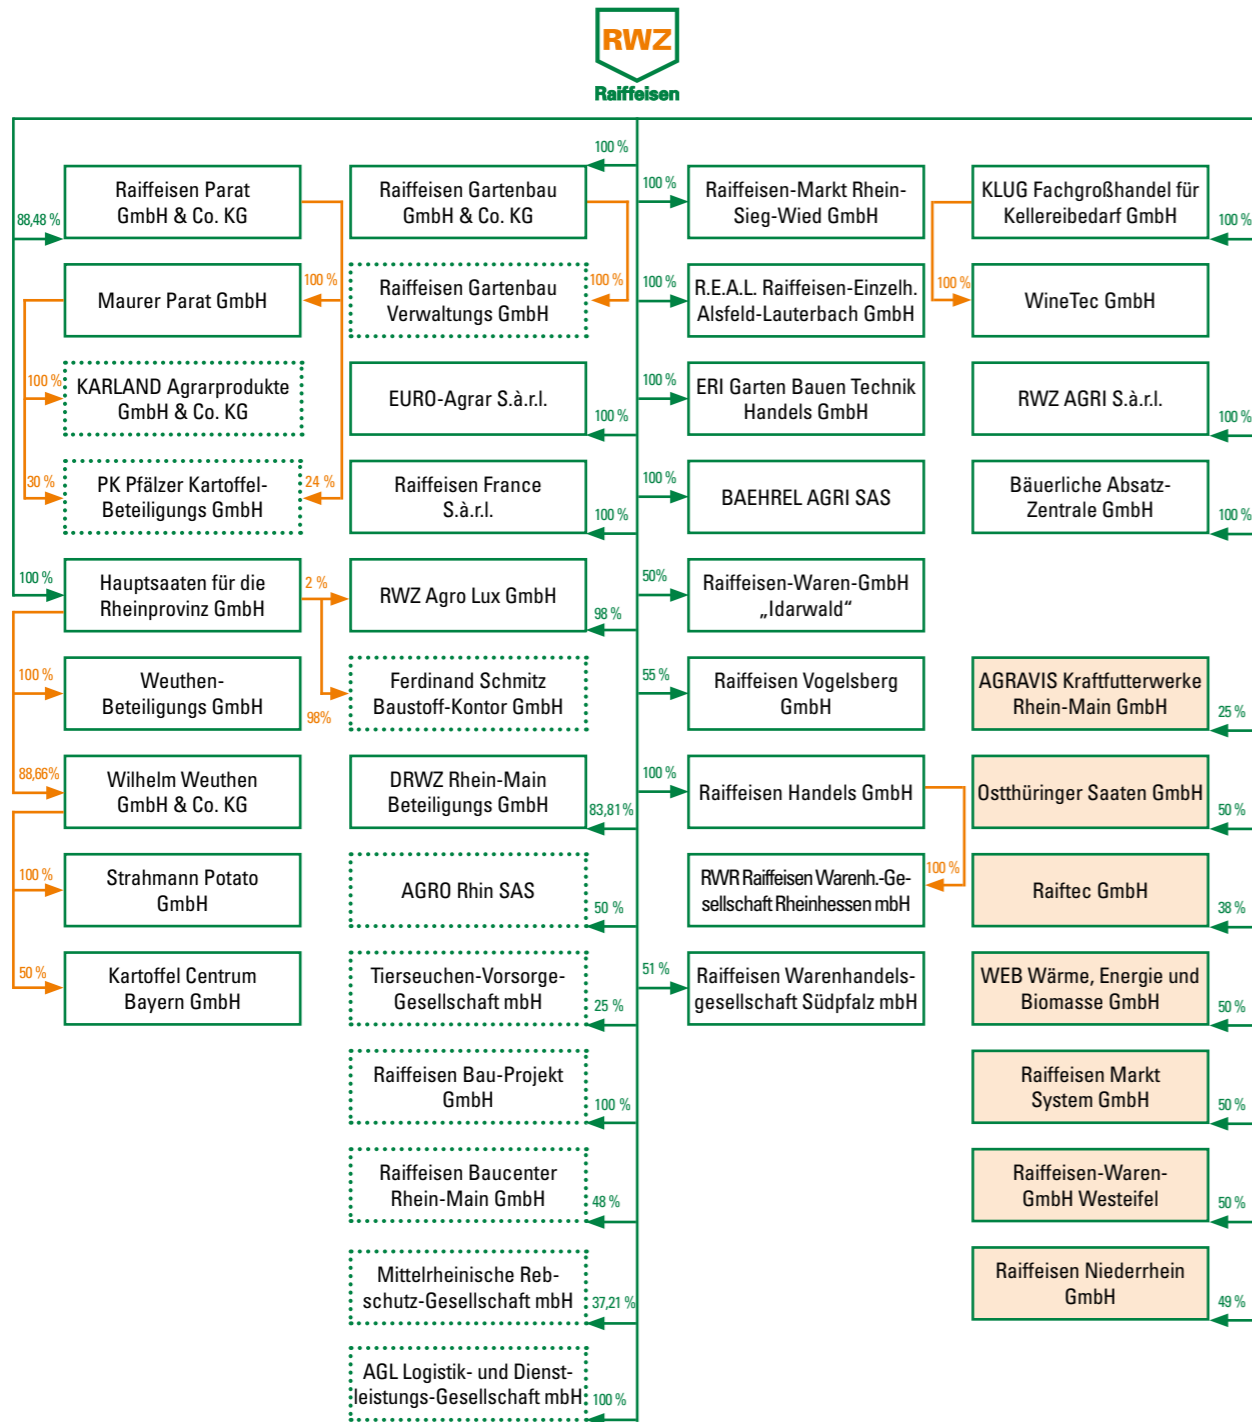 RWZ
Raiffeisen
88,48 %
Raiffeisen Parat
GmbH & Co. KG
100 %
Maurer Parat GmbH
100 %
KARLAND Agrarprodukte
GmbH & Co. KG
30 %
PK Pfälzer Kartoffel-
Beteiligungs GmbH
24 %
100 %
Hauptsaaten für die
Rheinprovinz GmbH
2 %
100 %
Weuthen-
Beteiligungs GmbH
98%
88,66%
Wilhelm Weuthen
GmbH & Co. KG
100 %
Strahmann Potato
GmbH
50 %
Kartoffel Centrum
Bayern GmbH
100 %
Raiffeisen Gartenbau
GmbH & Co. KG
100 %
Raiffeisen Gartenbau
Verwaltungs GmbH
EURO-Agrar S.à.r.l.
100 %
Raiffeisen France
S.à.r.l.
100 %
RWZ Agro Lux GmbH
98 %
Ferdinand Schmitz
Baustoff-Kontor GmbH
DRWZ Rhein-Main
Beteiligungs GmbH
83,81%
AGRO Rhin SAS
50 %
Tierseuchen-Vorsorge-
Gesellschaft mbH
25 %
Raiffeisen Bau-Projekt
GmbH
100 %
Raiffeisen Baucenter
Rhein-Main GmbH
48 %
Mittelrheinische Reb-
schutz-Gesellschaft mbH
37,21 %
AGL Logistik- und Dienst-
leistungs-Gesellschaft mbH
100 %
100 %
Raiffeisen-Markt Rhein-
Sieg-Wied GmbH
100 %
R.E.A.L. Raiffeisen-Einzelh.
Alsfeld-Lauterbach GmbH
100 %
ERI Garten Bauen Technik
Handels GmbH
100 %
BAEHREL AGRI SAS
50%
Raiffeisen-Waren-GmbH
„Idarwald“
55 %
Raiffeisen Vogelsberg
GmbH
100 %
Raiffeisen Handels GmbH
100 %
RWR Raiffeisen Warenh.-Ge-
sellschaft Rheinhessen mbH
51 %
Raiffeisen Warenhandels-
gesellschaft Südpfalz mbH
KLUG Fachgroßhandel für
Kellereibedarf GmbH
100 %
100 %
WineTec GmbH
RWZ AGRI S.à.r.l.
100 %
Bäuerliche Absatz-
Zentrale GmbH
100 %
AGRAVIS Kraftfutterwerke
Rhein-Main GmbH
25 %
Ostthüringer Saaten GmbH
50 %
Raiftec GmbH
38 %
WEB Wärme, Energie und
Biomasse GmbH
50 %
Raiffeisen Markt
System GmbH
50 %
Raiffeisen-Waren-
GmbH Westeifel
50 %
Raiffeisen Niederrhein
GmbH
49 %